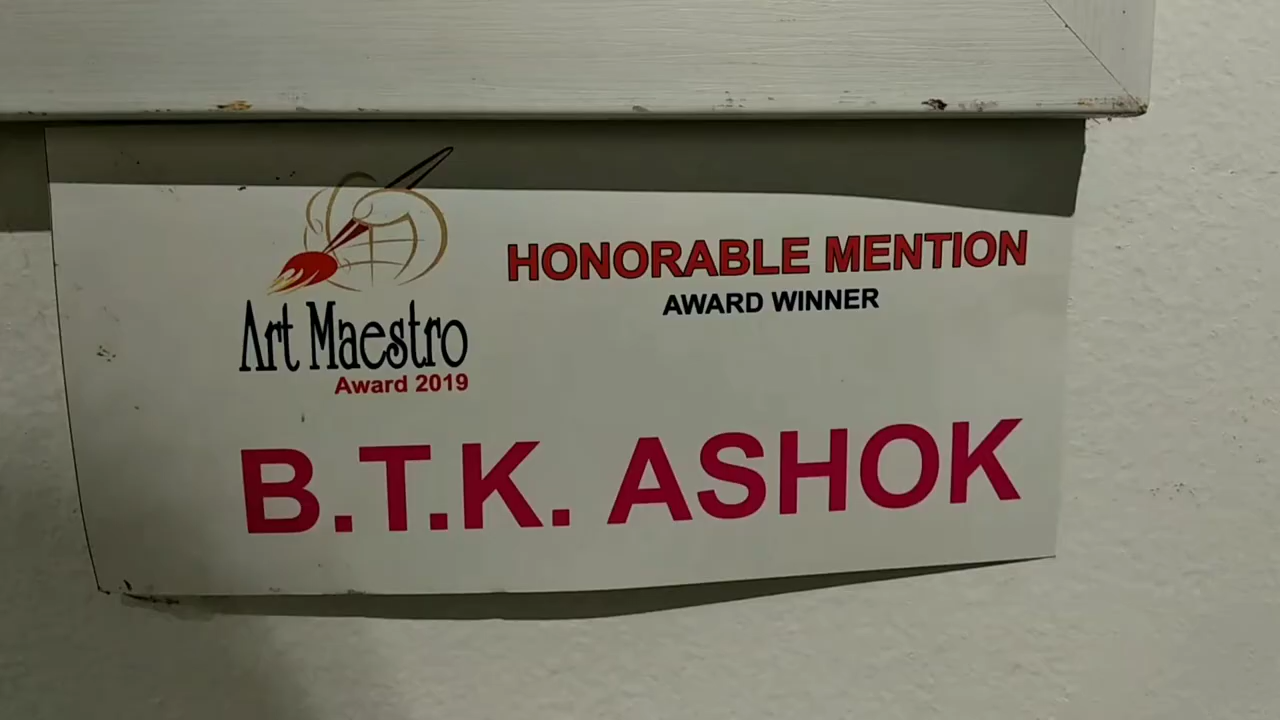 Art Maestro
Award 2019
HONORABLE MENTION
AWARD WINNER
B.T.K. ASHOK